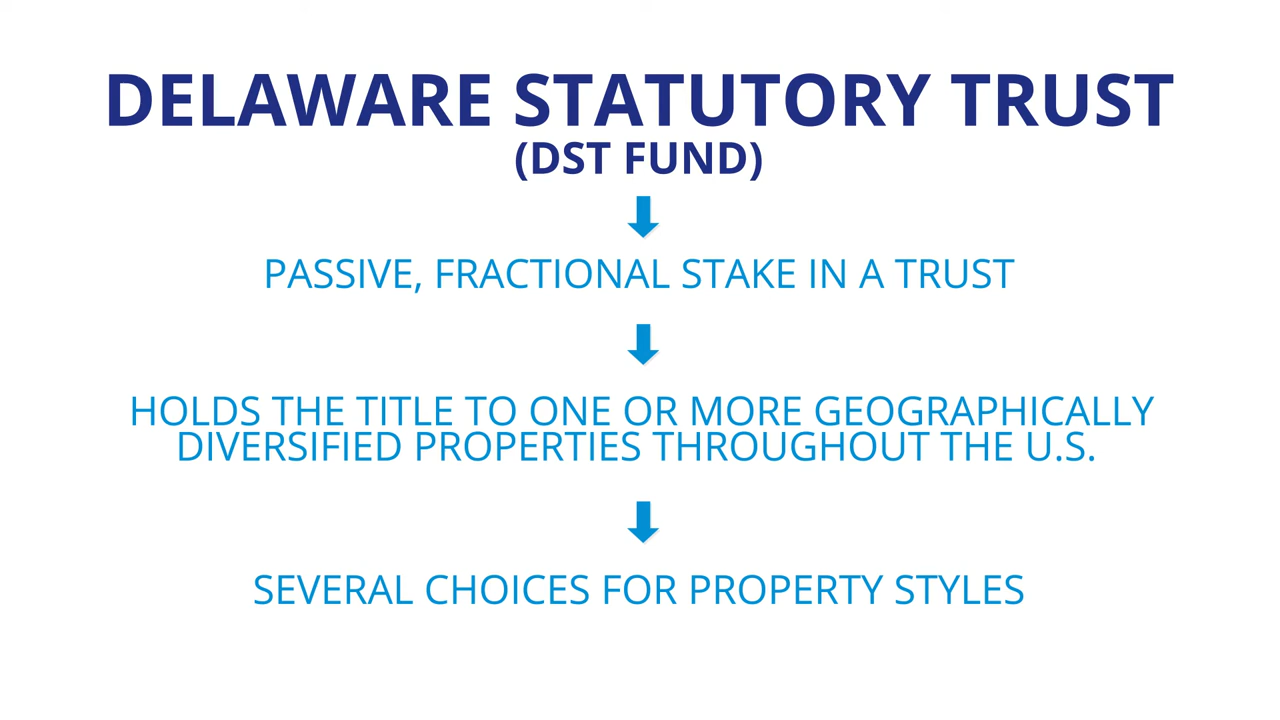 DELAWARE STATUTORY TRUST
(DST FUND)
PASSIVE, FRACTIONAL STAKE IN A TRUST
HOLDS THE TITLE TO ONE OR MORE GEOGRAPHICALLY
DIVERSIFIED PROPERTIES THROUGHOUT THE U.S.
SEVERAL CHOICES FOR PROPERTY STYLES